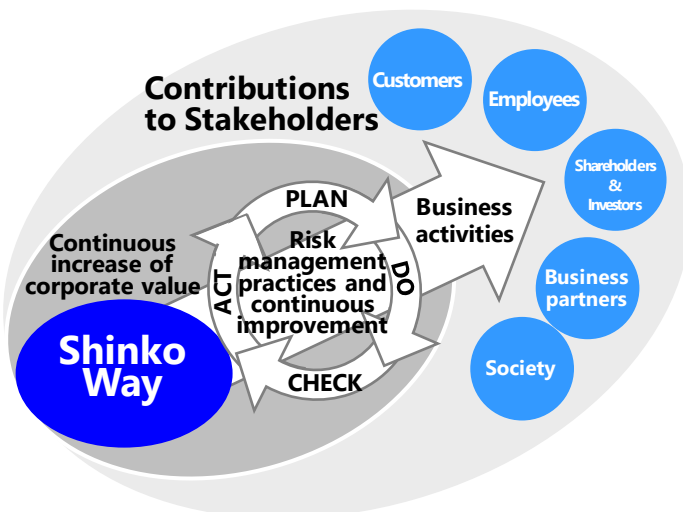 Contributions
to Stakeholders
Customers
Employees
Shareholders
&
Investors
Business
partners
Society
Business
activities
PLAN
DO
CHECK
ACT
Risk
management
practices and
continuous
improvement
Continuous
increase of
corporate value
Shinko
Way